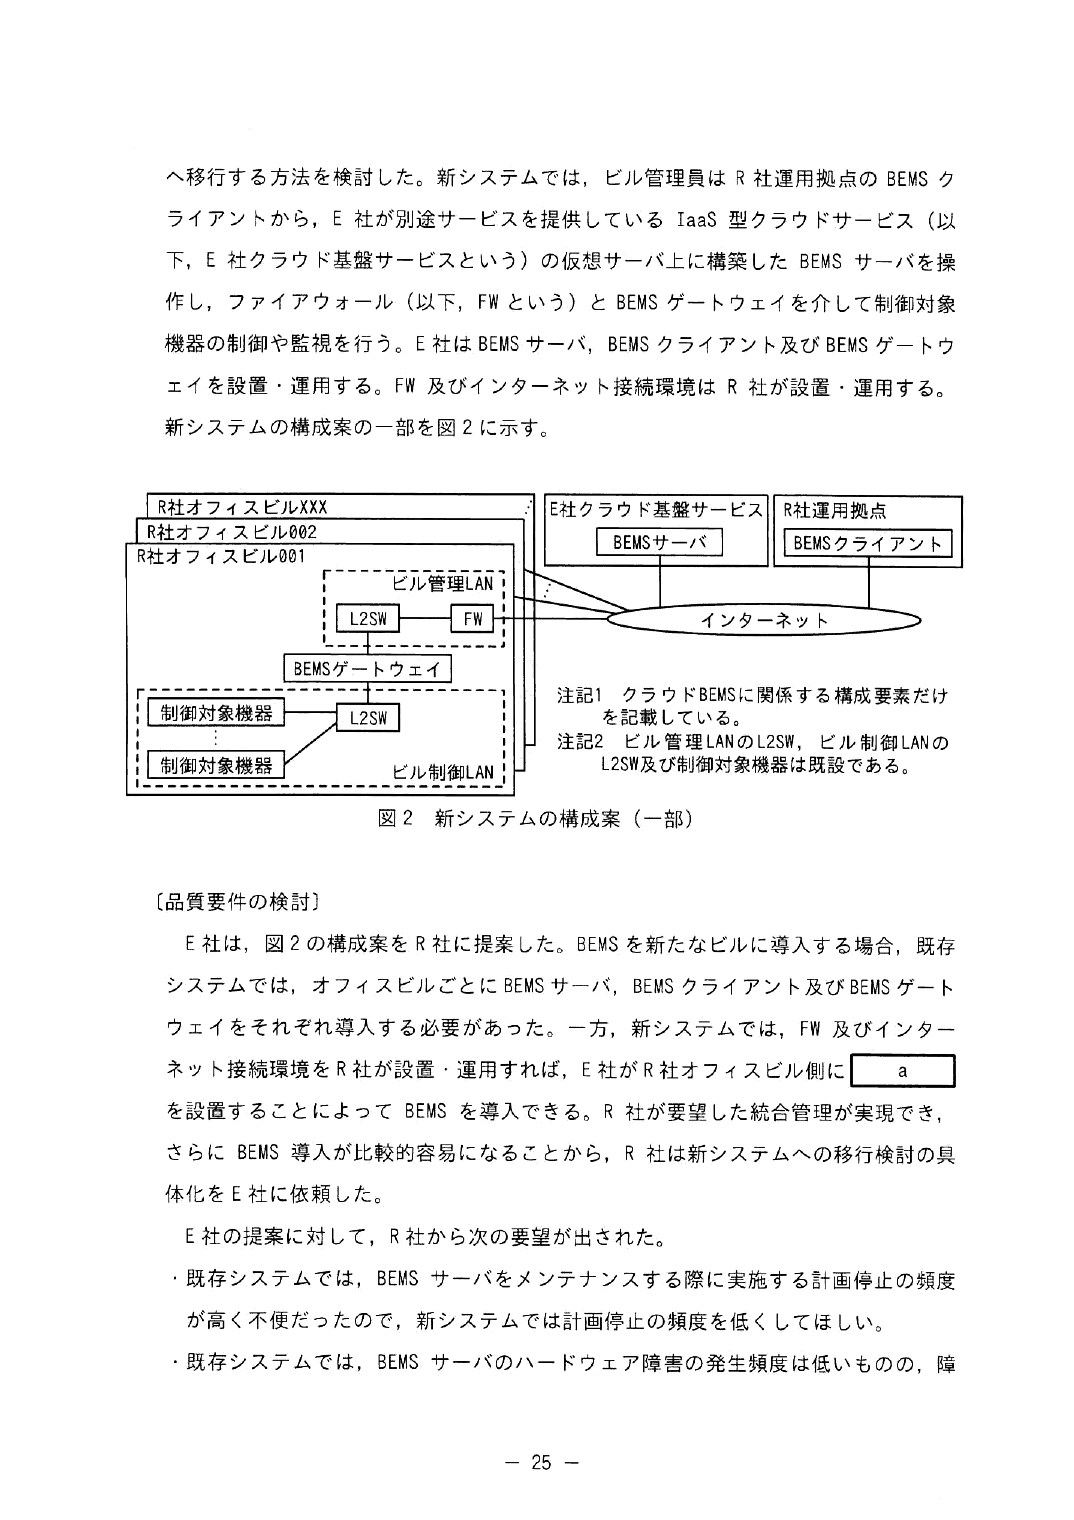 へ移行する方法を検討した。新システムでは，ビル管理員は R 社運用拠点の BEMS ク
ライアントから，E 社が別途サービスを提供している IaaS 型クラウドサービス（以
下，E 社クラウド基盤サービスという）の仮想サーバ上に構築した BEMS サーバを操
作し，ファイアウォール（以下，FW という）と BEMS ゲートウェイを介して制御対象
機器の制御や監視を行う。E 社は BEMS サーバ，BEMS クライアント及び BEMS ゲートウ
ェイを設置・運用する。FW 及びインターネット接続環境は R 社が設置・運用する。
新システムの構成案の一部を図 2 に示す。
R社オフィスビルXXX
R社オフィスビル002
R社オフィスビル001
ビル管理LAN
L2SW
FW
BEMSゲートウェイ
制御対象機器
L2SW
制御対象機器
ビル制御LAN
E社クラウド基盤サービス
BEMSサーバ
R社運用拠点
BEMSクライアント
インターネット
注記1　クラウドBEMSに関係する構成要素だけ
を記載している。
注記2　ビル管理LANのL2SW，ビル制御LANの
L2SW及び制御対象機器は既設である。
図 2　新システムの構成案（一部）
〔品質要件の検討〕
E 社は，図 2 の構成案を R 社に提案した。BEMS を新たなビルに導入する場合，既存
システムでは，オフィスビルごとに BEMS サーバ，BEMS クライアント及び BEMS ゲート
ウェイをそれぞれ導入する必要があった。一方，新システムでは，FW 及びインター
ネット接続環境を R 社が設置・運用すれば，E 社が R 社オフィスビル側に a
を設置することによって BEMS を導入できる。R 社が要望した統合管理が実現でき，
さらに BEMS 導入が比較的容易になることから，R 社は新システムへの移行検討の具
体化を E 社に依頼した。
E 社の提案に対して，R 社から次の要望が出された。
・既存システムでは，BEMS サーバをメンテナンスする際に実施する計画停止の頻度
が高く不便だったので，新システムでは計画停止の頻度を低くしてほしい。
・既存システムでは，BEMS サーバのハードウェア障害の発生頻度は低いものの，障
－ 25 －